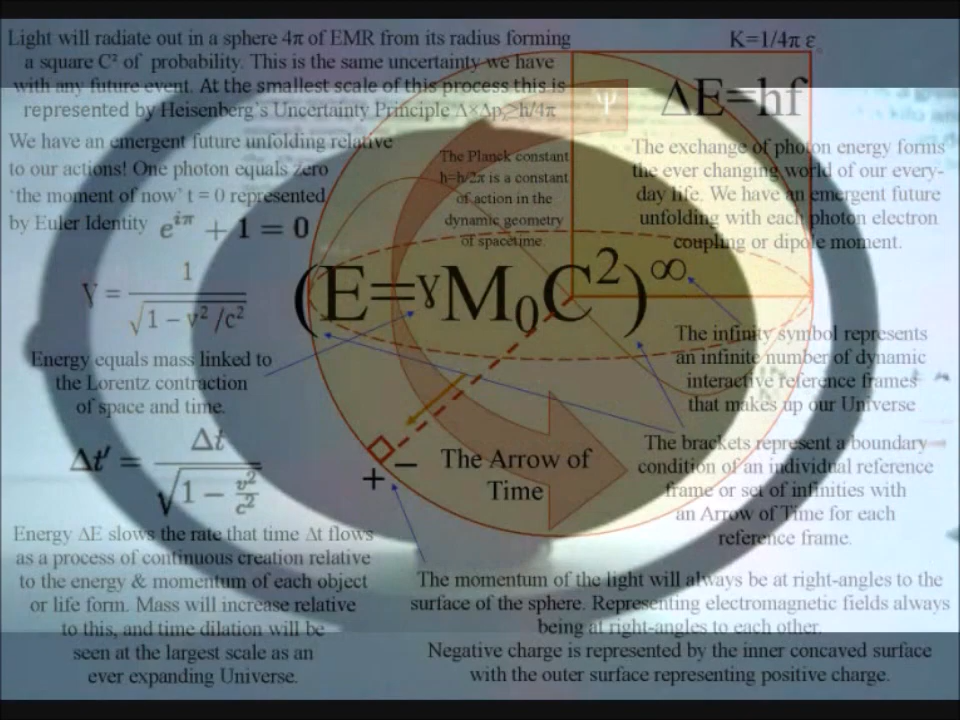 Light will radiate out in a sphere 4π of EMR from its radius forming
a square C² of probability. This is the same uncertainty we have
with any future event. At the smallest scale of this process this is
represented by Heisenberg's Uncertainty Principle Δ×Δpₓ≥h/4π
We have an emergent future unfolding relative
to our actions! One photon equals zero
'the moment of now' t = 0 represented
by Euler Identity e^{iπ} + 1 = 0
γ = 1/√(1 − v²/c²)
Energy equals mass linked to
the Lorentz contraction
of space and time.
Δt′ = Δt/√(1 − v²/c²)
Energy ΔE slows the rate that time Δt flows
as a process of continuous creation relative
to the energy & momentum of each object
or life form. Mass will increase relative
to this, and time dilation will be
seen at the largest scale as an
ever expanding Universe.
The Planck constant
h=h/2π is a constant
of action in the
dynamic geometry
of spacetime.
Ψ
(E=γM₀C²)^∞
+ −
The Arrow of
Time
K=1/4π ε₀
ΔE=hf
The exchange of photon energy forms
the ever changing world of our every-
day life. We have an emergent future
unfolding with each photon electron
coupling or dipole moment.
The infinity symbol represents
an infinite number of dynamic
interactive reference frames
that makes up our Universe
The brackets represent a boundary
condition of an individual reference
frame or set of infinities with
an Arrow of Time for each
reference frame.
The momentum of the light will always be at right-angles to the
surface of the sphere. Representing electromagnetic fields always
being at right-angles to each other.
Negative charge is represented by the inner concaved surface
with the outer surface representing positive charge.